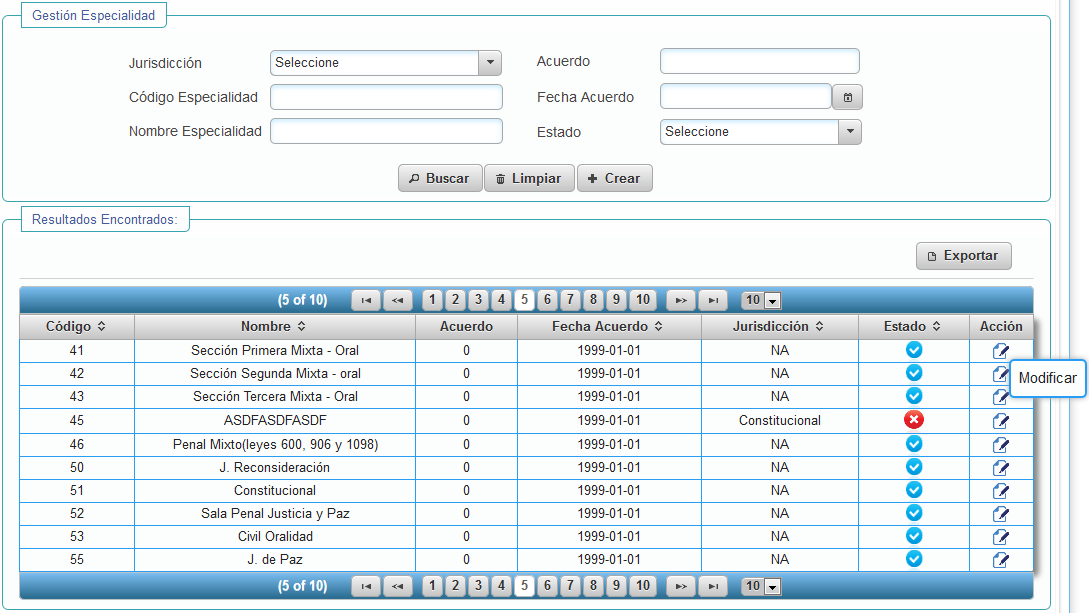 Gestión Especialidad
Jurisdicción Seleccione Acuerdo
Código Especialidad Fecha Acuerdo
Nombre Especialidad Estado Seleccione
Buscar Limpiar Crear
Resultados Encontrados:
Exportar
(5 of 10) 1 2 3 4 5 6 7 8 9 10 10
Código Nombre Acuerdo Fecha Acuerdo Jurisdicción Estado Acción
41 Sección Primera Mixta - Oral 0 1999-01-01 NA
42 Sección Segunda Mixta - oral 0 1999-01-01 NA
Modificar
43 Sección Tercera Mixta - Oral 0 1999-01-01 NA
45 ASDFASDFASDF 0 1999-01-01 Constitucional
46 Penal Mixto(leyes 600, 906 y 1098) 0 1999-01-01 NA
50 J. Reconsideración 0 1999-01-01 NA
51 Constitucional 0 1999-01-01 NA
52 Sala Penal Justicia y Paz 0 1999-01-01 NA
53 Civil Oralidad 0 1999-01-01 NA
55 J. de Paz 0 1999-01-01 NA
(5 of 10) 1 2 3 4 5 6 7 8 9 10 10